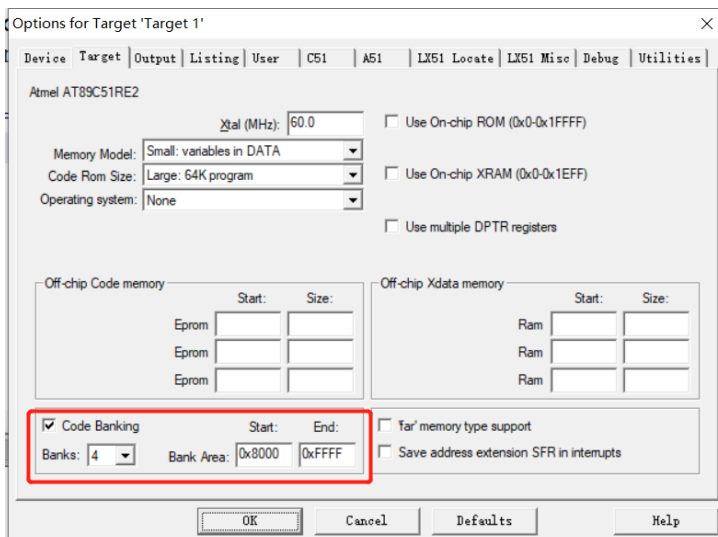 Options for Target 'Target 1'
Device Target Output Listing User C51 A51 LX51 Locate LX51 Misc Debug Utilities
Atmel AT89C51RE2
Xtal (MHz): 60.0
Use On-chip ROM (0x0-0x1FFFF)
Memory Model: Small: variables in DATA
Use On-chip XRAM (0x0-0x1EFF)
Code Rom Size: Large: 64K program
Operating system: None
Use multiple DPTR registers
Off-chip Code memory
Start: Size:
Eprom
Eprom
Eprom
Off-chip Xdata memory
Start: Size:
Ram
Ram
Ram
Code Banking Start: End:
Banks: 4 Bank Area: 0x8000 0xFFFF
'far' memory type support
Save address extension SFR in interrupts
OK Cancel Defaults Help